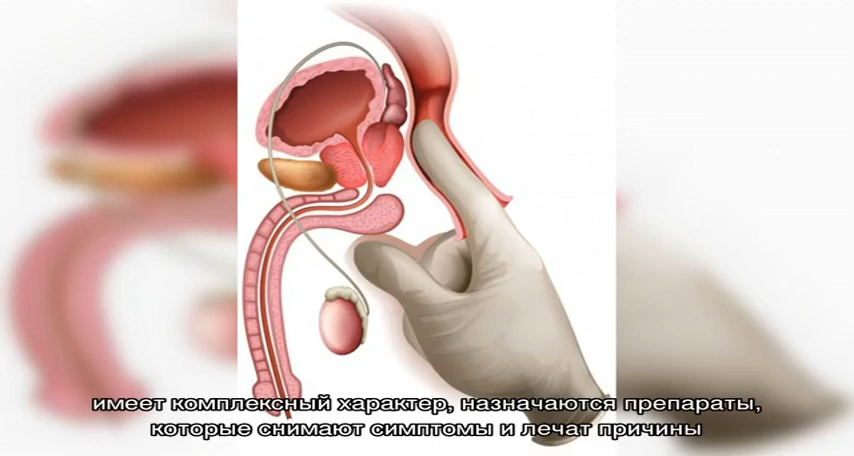 имеет комплексный характер, назначаются препараты,
которые снимают симптомы и лечат причины